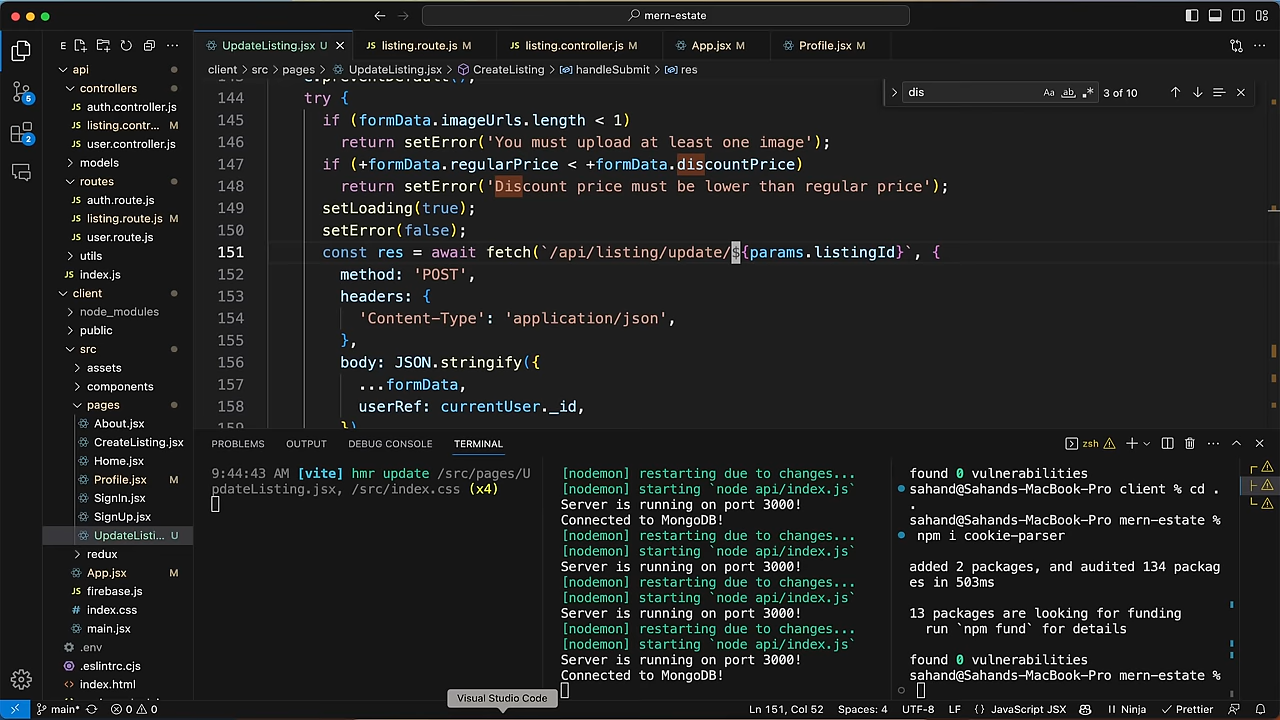 mern-estate
UpdateListing.jsx U
listing.route.js M
listing.controller.js M
App.jsx M
Profile.jsx M
client > src > pages > UpdateListing.jsx > CreateListing > handleSubmit > res
dis
Aa ab .*
3 of 10
E
api
controllers
auth.controller.js
listing.contr... M
user.controller.js
models
routes
auth.route.js
listing.route.js M
user.route.js
utils
index.js
client
node_modules
public
src
assets
components
pages
About.jsx
CreateListing.jsx
Home.jsx
Profile.jsx M
SignIn.jsx
SignUp.jsx
UpdateListi... U
redux
App.jsx M
firebase.js
index.css
main.jsx
.env
.eslintrc.cjs
index.html
5
2
144 try {
145 if (formData.imageUrls.length < 1)
146 return setError('You must upload at least one image');
147 if (+formData.regularPrice < +formData.discountPrice)
148 return setError('Discount price must be lower than regular price');
149 setLoading(true);
150 setError(false);
151 const res = await fetch(`/api/listing/update/${params.listingId}`, {
152 method: 'POST',
153 headers: {
154 'Content-Type': 'application/json',
155 },
156 body: JSON.stringify({
157 ...formData,
158 userRef: currentUser._id,
PROBLEMS OUTPUT DEBUG CONSOLE TERMINAL
zsh
9:44:43 AM [vite] hmr update /src/pages/U
pdateListing.jsx, /src/index.css (x4)
[nodemon] restarting due to changes...
[nodemon] starting `node api/index.js`
Server is running on port 3000!
Connected to MongoDB!
[nodemon] restarting due to changes...
[nodemon] starting `node api/index.js`
Server is running on port 3000!
[nodemon] restarting due to changes...
[nodemon] starting `node api/index.js`
Server is running on port 3000!
[nodemon] restarting due to changes...
[nodemon] starting `node api/index.js`
Server is running on port 3000!
Connected to MongoDB!
found 0 vulnerabilities
sahand@Sahands-MacBook-Pro client % cd .
.
sahand@Sahands-MacBook-Pro mern-estate %
npm i cookie-parser
added 2 packages, and audited 134 packag
es in 503ms
13 packages are looking for funding
run `npm fund` for details
found 0 vulnerabilities
sahand@Sahands-MacBook-Pro mern-estate %
Visual Studio Code
main*
0 0
Ln 151, Col 52
Spaces: 4
UTF-8
LF
{} JavaScript JSX
Ninja
Prettier